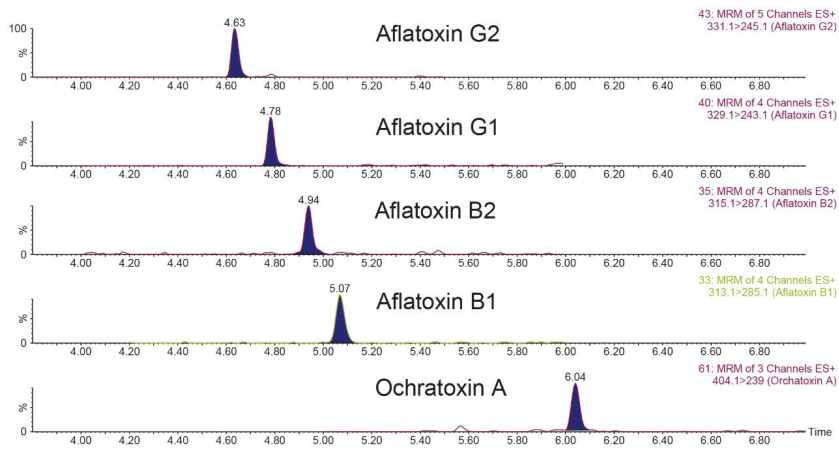 43: MRM of 5 Channels ES+
331.1>245.1 (Aflatoxin G2)
Aflatoxin G2
4.63
100
%
0
4.00 4.20 4.40 4.60 4.80 5.00 5.20 5.40 5.60 5.80 6.00 6.20 6.40 6.60 6.80
40: MRM of 4 Channels ES+
329.1>243.1 (Aflatoxin G1)
Aflatoxin G1
4.78
%
0
4.00 4.20 4.40 4.60 4.80 5.00 5.20 5.40 5.60 5.80 6.00 6.20 6.40 6.60 6.80
35: MRM of 4 Channels ES+
315.1>287.1 (Aflatoxin B2)
Aflatoxin B2
4.94
%
0
4.00 4.20 4.40 4.60 4.80 5.00 5.20 5.40 5.60 5.80 6.00 6.20 6.40 6.60 6.80
33: MRM of 4 Channels ES+
313.1>285.1 (Aflatoxin B1)
Aflatoxin B1
5.07
%
0
4.00 4.20 4.40 4.60 4.80 5.00 5.20 5.40 5.60 5.80 6.00 6.20 6.40 6.60 6.80
61: MRM of 3 Channels ES+
404.1>239 (Orchatoxin A)
Ochratoxin A
6.04
%
0
Time
4.00 4.20 4.40 4.60 4.80 5.00 5.20 5.40 5.60 5.80 6.00 6.20 6.40 6.60 6.80